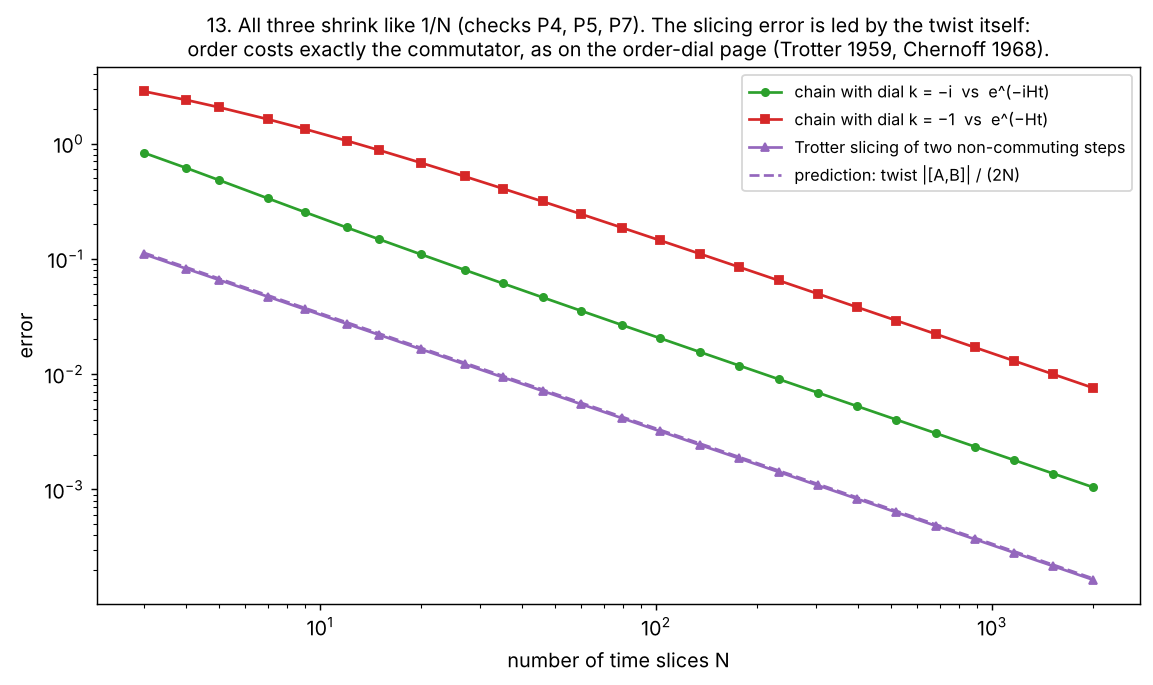 13. All three shrink like 1/N (checks P4, P5, P7). The slicing error is led by the twist itself:
order costs exactly the commutator, as on the order-dial page (Trotter 1959, Chernoff 1968).
chain with dial k = −i  vs  e^(−iHt)
chain with dial k = −1  vs  e^(−Ht)
Trotter slicing of two non-commuting steps
prediction: twist |[A,B]| / (2N)
error
10⁰
10⁻¹
10⁻²
10⁻³
10¹
10²
10³
number of time slices N